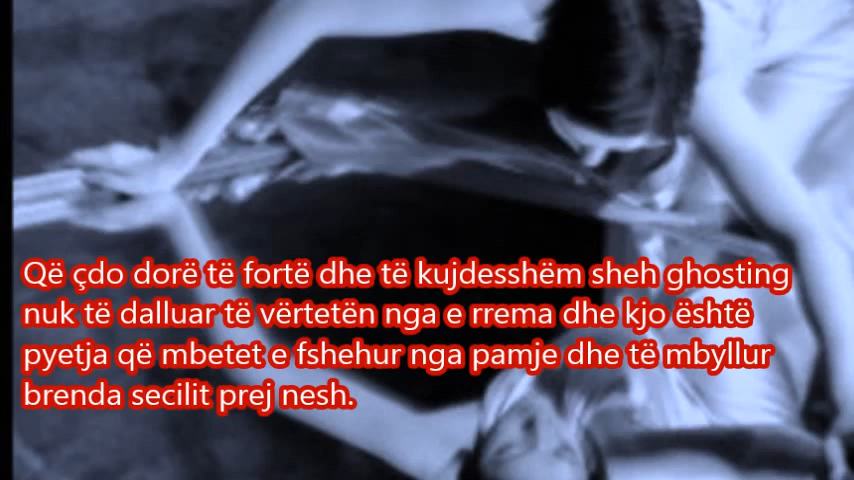 Që çdo dorë të fortë dhe të kujdesshëm sheh ghosting
nuk të dalluar të vërtetën nga e rrema dhe kjo është
pyetja që mbetet e fshehur nga pamje dhe të mbyllur
brenda secilit prej nesh.